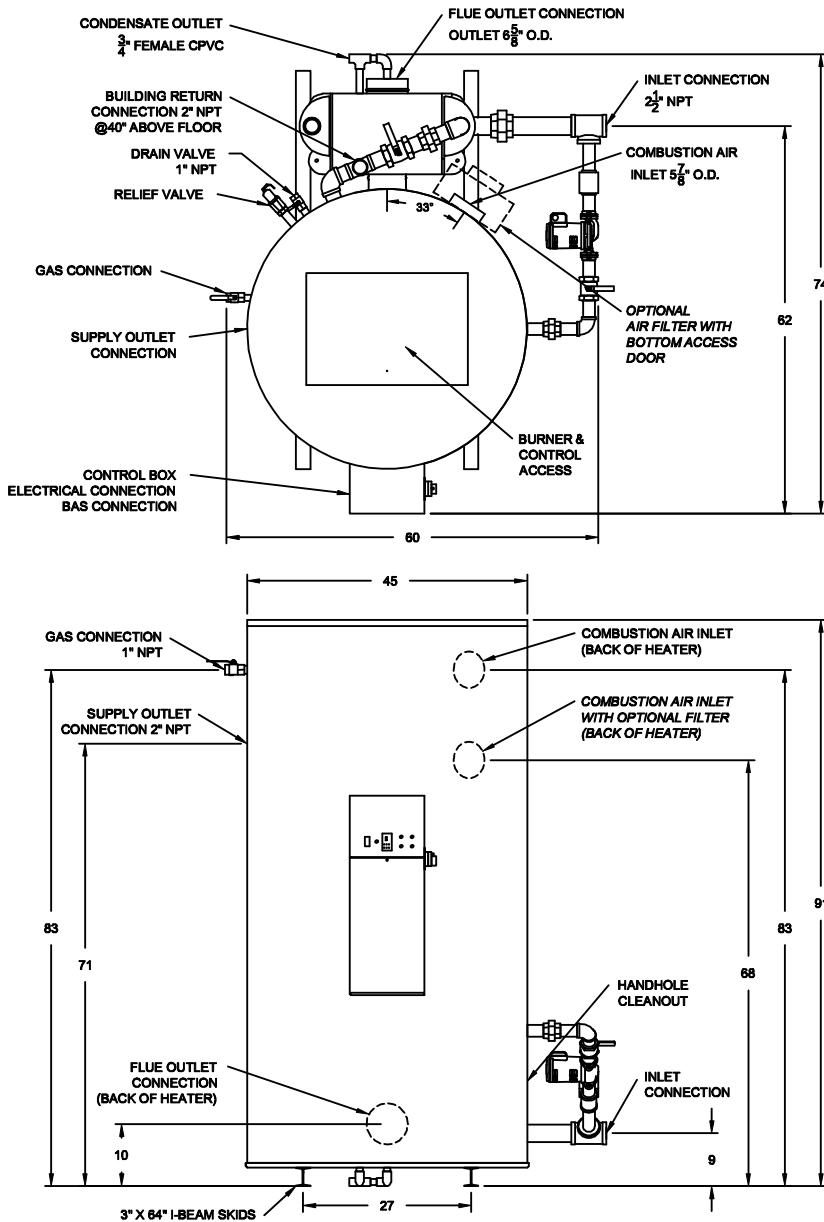 CONDENSATE OUTLET
3/4" FEMALE CPVC
FLUE OUTLET CONNECTION
OUTLET 6 5/8" O.D.
BUILDING RETURN
CONNECTION 2" NPT
@40" ABOVE FLOOR
INLET CONNECTION
2 1/2" NPT
DRAIN VALVE
1" NPT
RELIEF VALVE
COMBUSTION AIR
INLET 5 7/8" O.D.
33°
GAS CONNECTION
74
62
SUPPLY OUTLET
CONNECTION
OPTIONAL
AIR FILTER WITH
BOTTOM ACCESS
DOOR
BURNER &
CONTROL
ACCESS
CONTROL BOX
ELECTRICAL CONNECTION
BAS CONNECTION
60
45
GAS CONNECTION
1" NPT
COMBUSTION AIR INLET
(BACK OF HEATER)
SUPPLY OUTLET
CONNECTION 2" NPT
COMBUSTION AIR INLET
WITH OPTIONAL FILTER
(BACK OF HEATER)
83
71
68
83
91
HANDHOLE
CLEANOUT
FLUE OUTLET
CONNECTION
(BACK OF HEATER)
INLET
CONNECTION
10
9
27
3" X 64" I-BEAM SKIDS